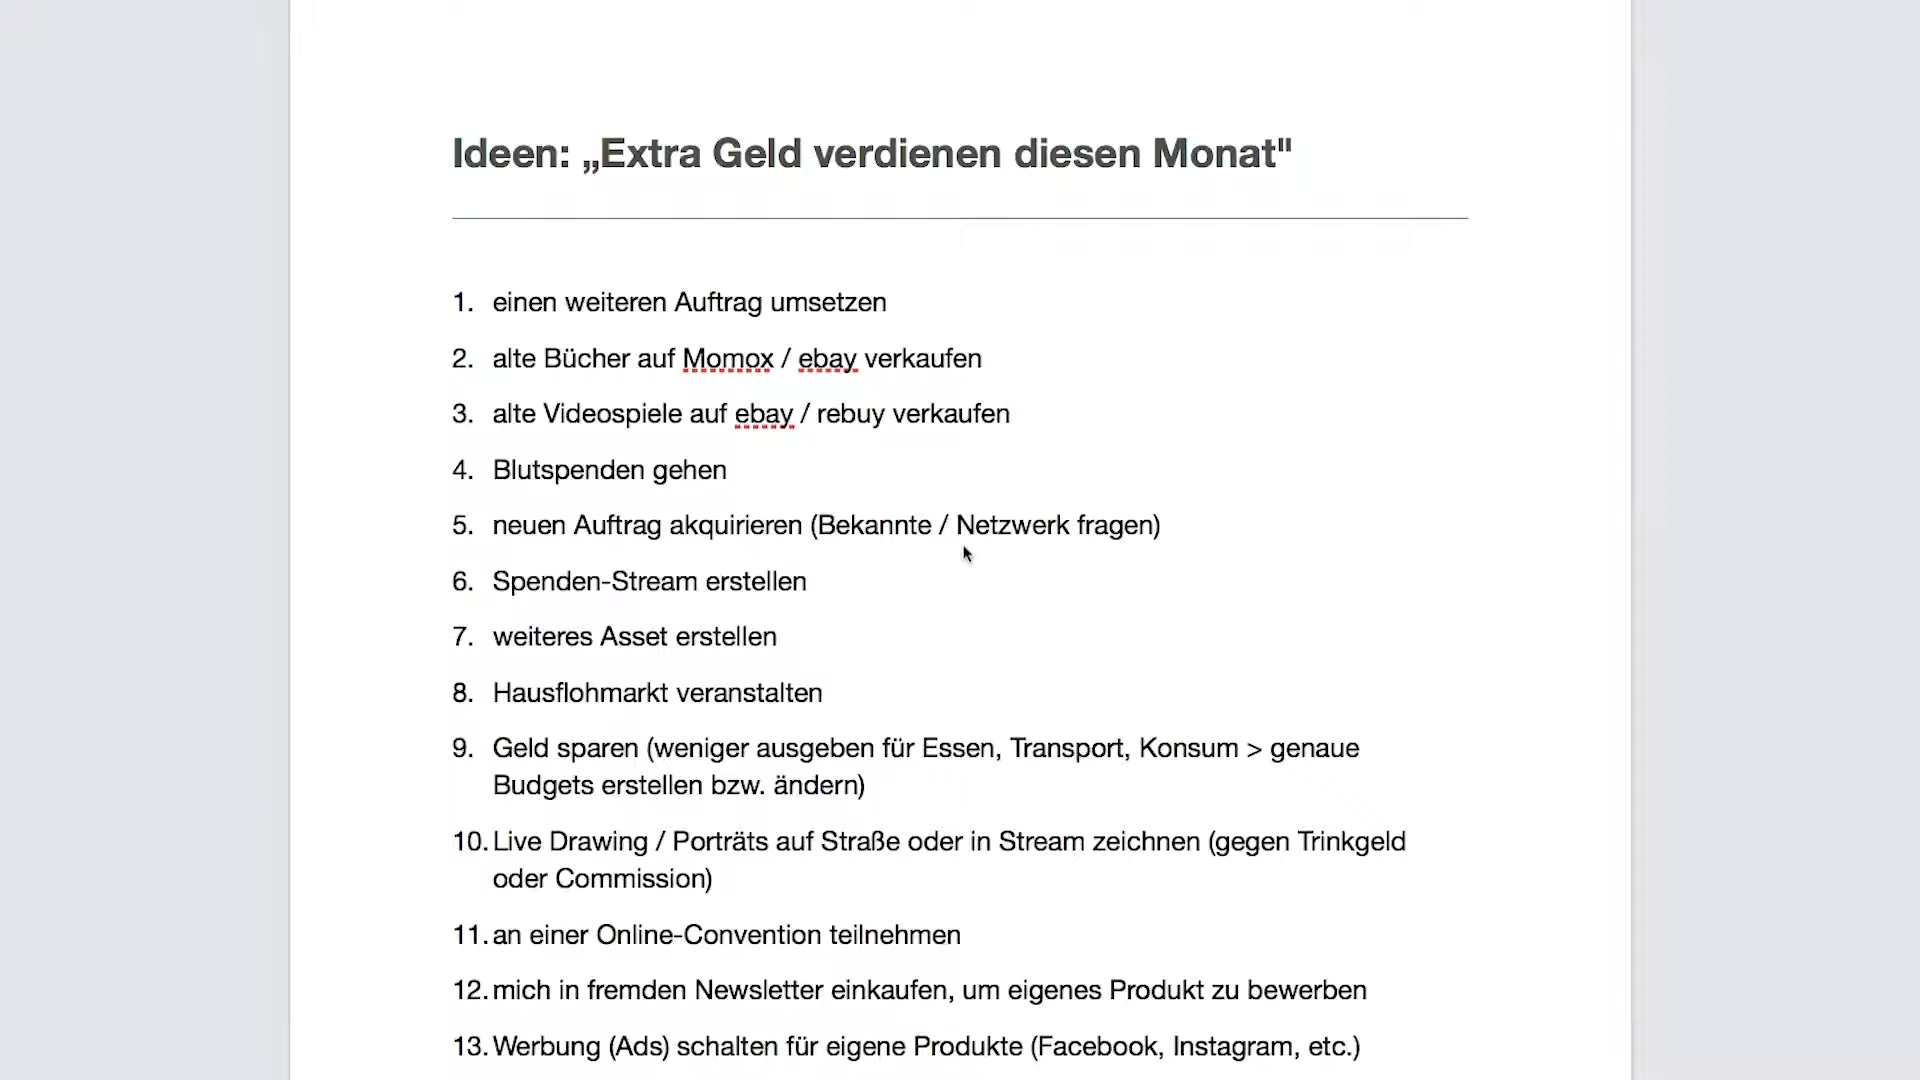 Ideen: „Extra Geld verdienen diesen Monat"
1. einen weiteren Auftrag umsetzen
2. alte Bücher auf Momox / ebay verkaufen
3. alte Videospiele auf ebay / rebuy verkaufen
4. Blutspenden gehen
5. neuen Auftrag akquirieren (Bekannte / Netzwerk fragen)
6. Spenden-Stream erstellen
7. weiteres Asset erstellen
8. Hausflohmarkt veranstalten
9. Geld sparen (weniger ausgeben für Essen, Transport, Konsum > genaue
Budgets erstellen bzw. ändern)
10. Live Drawing / Porträts auf Straße oder in Stream zeichnen (gegen Trinkgeld
oder Commission)
11. an einer Online-Convention teilnehmen
12. mich in fremden Newsletter einkaufen, um eigenes Produkt zu bewerben
13. Werbung (Ads) schalten für eigene Produkte (Facebook, Instagram, etc.)